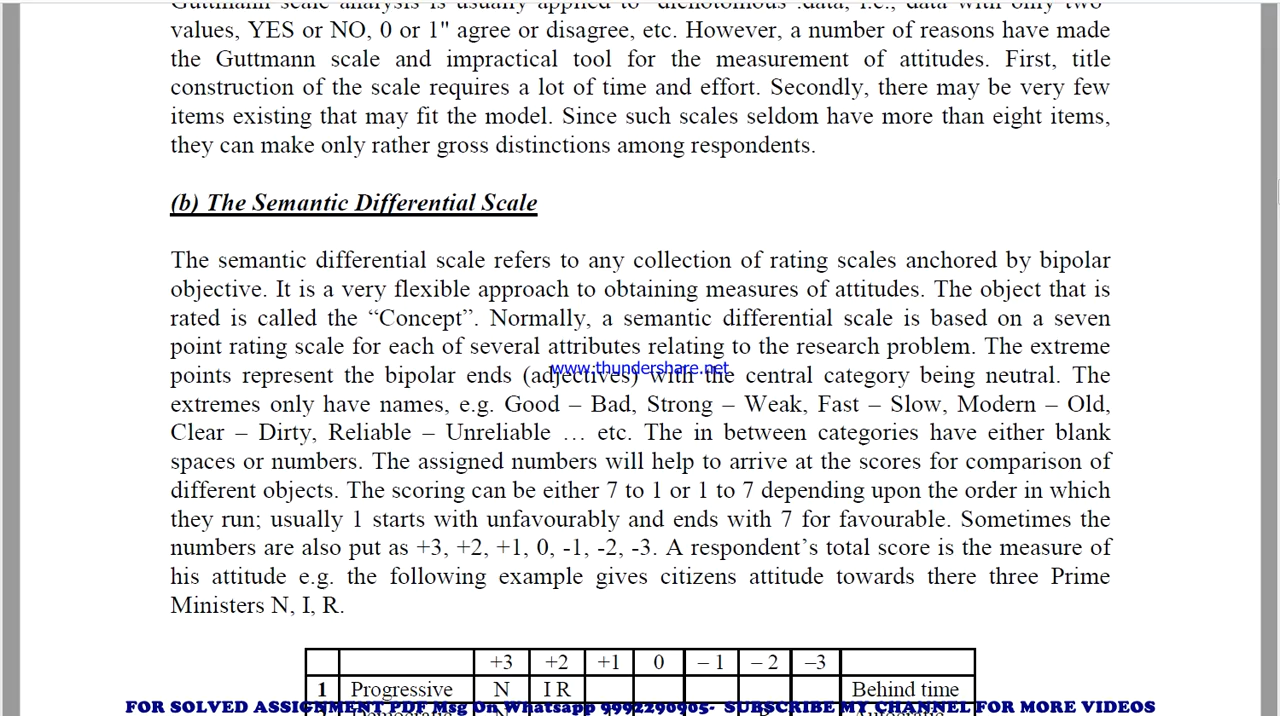 Guttmann scale analysis is usually applied to "dichotomous .data, i.e., data with only two
values, YES or NO, 0 or 1" agree or disagree, etc. However, a number of reasons have made
the Guttmann scale and impractical tool for the measurement of attitudes. First, title
construction of the scale requires a lot of time and effort. Secondly, there may be very few
items existing that may fit the model. Since such scales seldom have more than eight items,
they can make only rather gross distinctions among respondents.
(b) The Semantic Differential Scale
The semantic differential scale refers to any collection of rating scales anchored by bipolar
objective. It is a very flexible approach to obtaining measures of attitudes. The object that is
rated is called the “Concept”. Normally, a semantic differential scale is based on a seven
point rating scale for each of several attributes relating to the research problem. The extreme
www.thundershare.net
points represent the bipolar ends (adjectives) with the central category being neutral. The
extremes only have names, e.g. Good – Bad, Strong – Weak, Fast – Slow, Modern – Old,
Clear – Dirty, Reliable – Unreliable … etc. The in between categories have either blank
spaces or numbers. The assigned numbers will help to arrive at the scores for comparison of
different objects. The scoring can be either 7 to 1 or 1 to 7 depending upon the order in which
they run; usually 1 starts with unfavourably and ends with 7 for favourable. Sometimes the
numbers are also put as +3, +2, +1, 0, -1, -2, -3. A respondent’s total score is the measure of
his attitude e.g. the following example gives citizens attitude towards there three Prime
Ministers N, I, R.
+3 +2 +1 0 – 1 – 2 –3
1 Progressive N I R Behind time
FOR SOLVED ASSIGNMENT PDF Msg On Whatsapp 9992290905- SUBSCRIBE MY CHANNEL FOR MORE VIDEOS